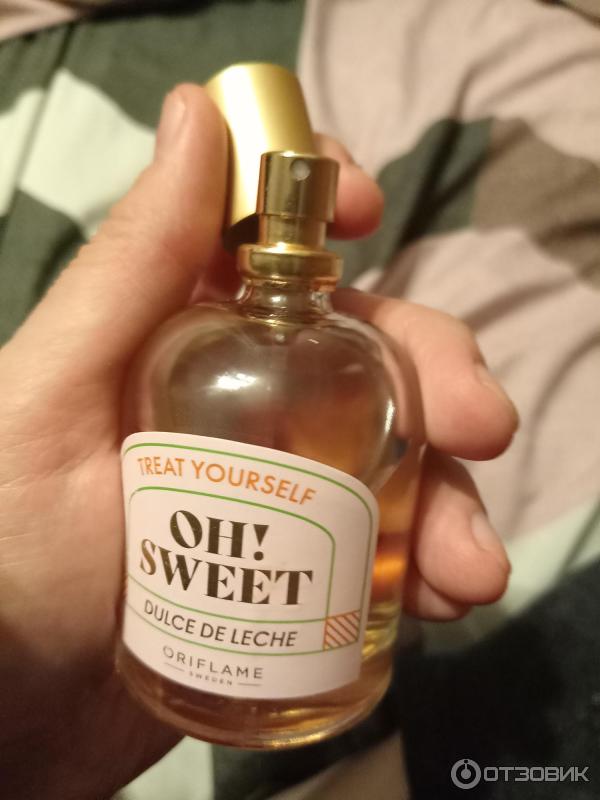 TREAT YOURSELF
OH!
SWEET
DULCE DE LECHE
ORIFLAME
SWEDEN
ОТЗОВИК